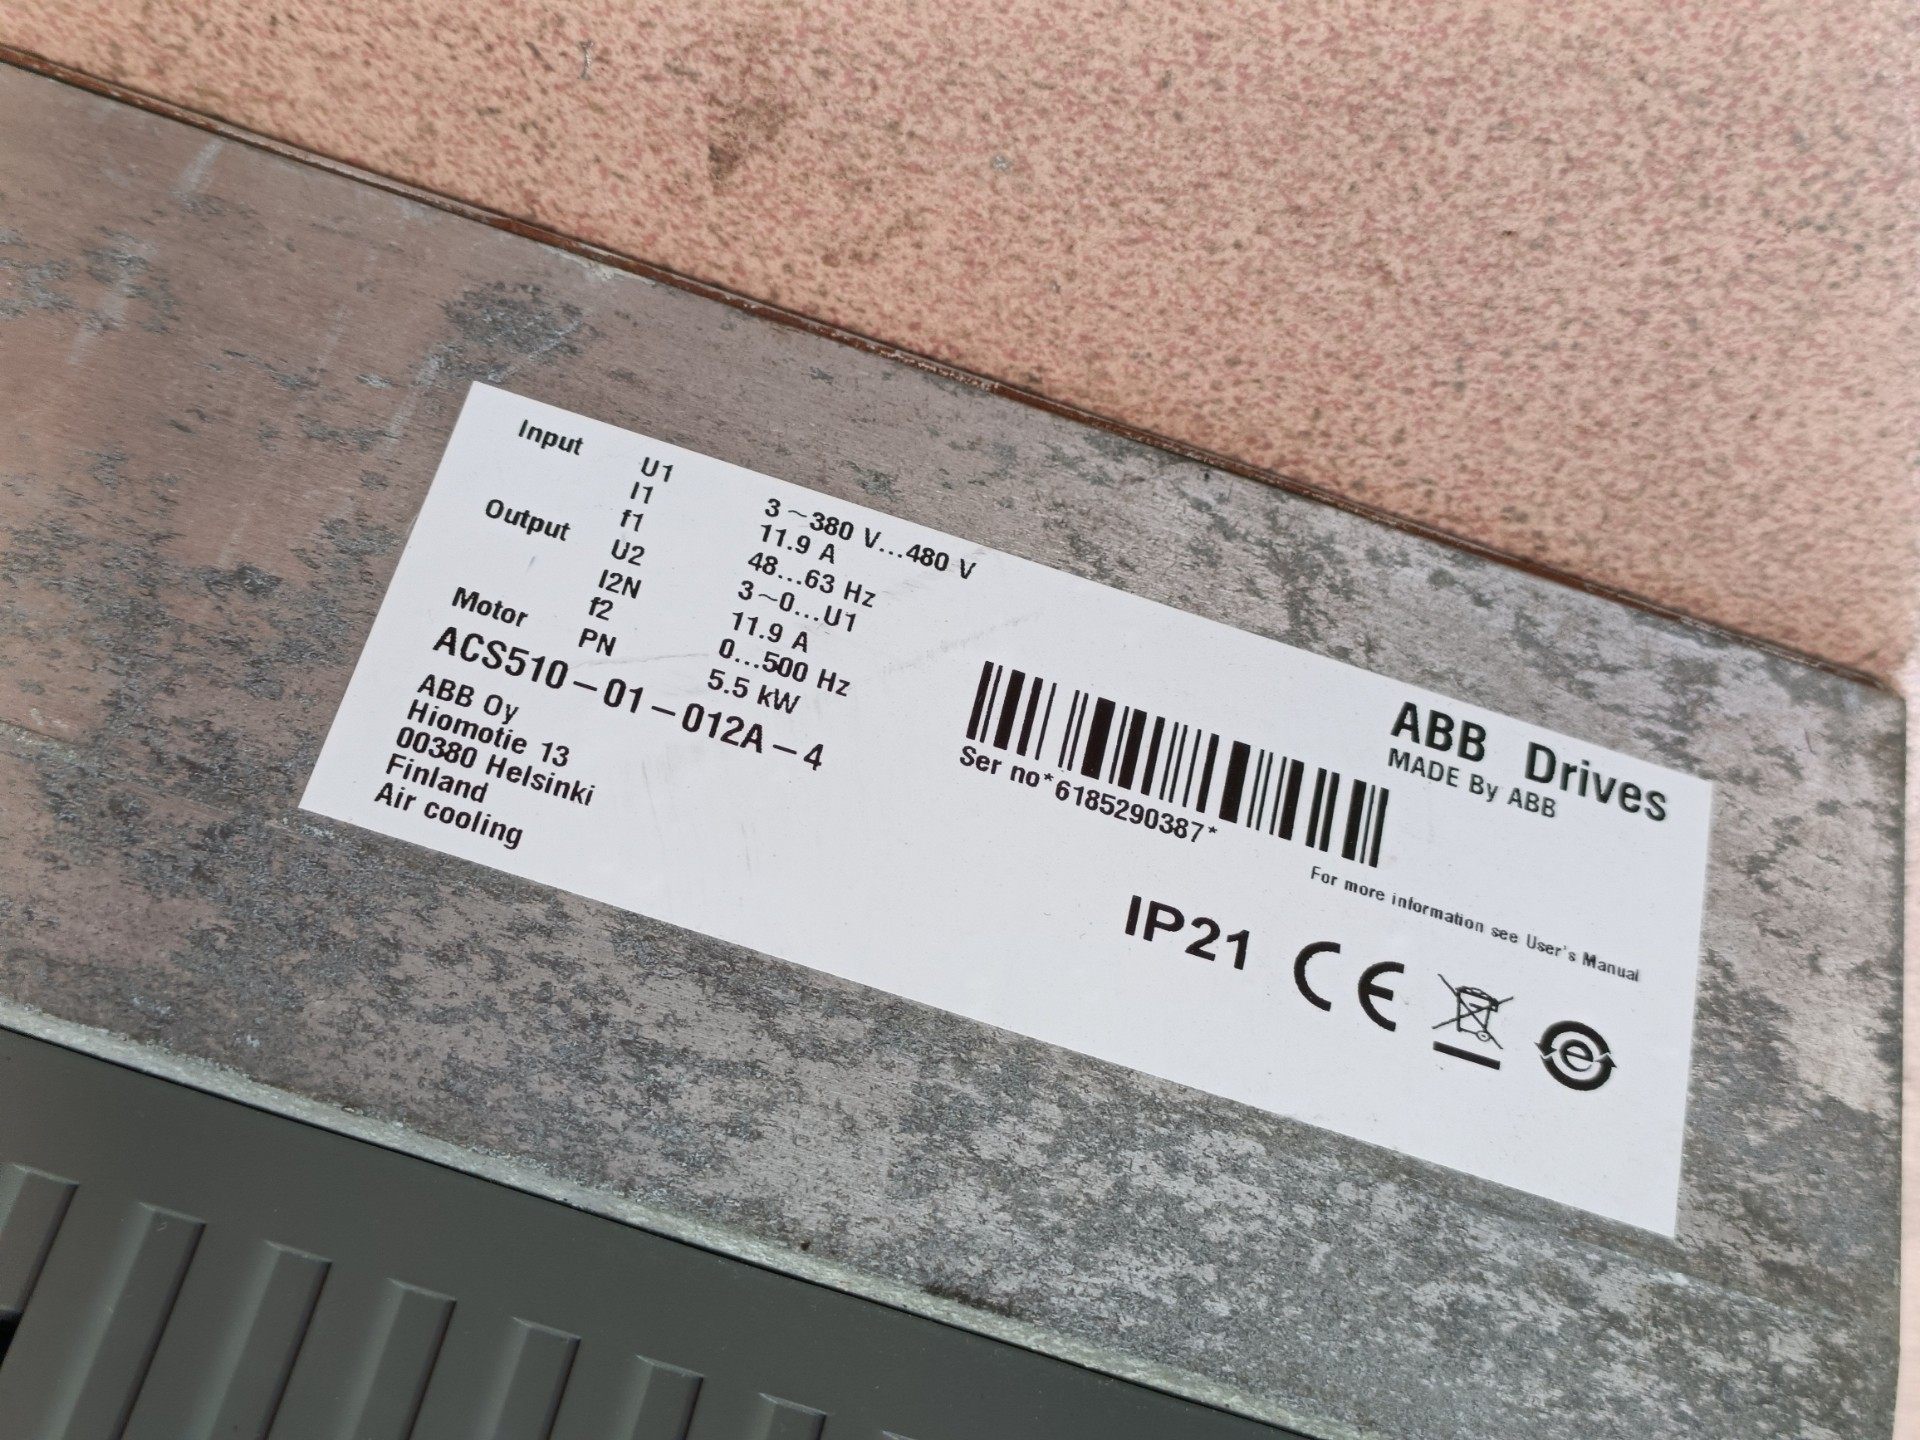 Input U1 3~380 V...480 V
I1 11.9 A
f1 48...63 Hz
Output U2 3~0...U1
I2N 11.9 A
f2 0...500 Hz
Motor PN 5.5 kW
ACS510-01-012A-4
ABB Oy
Hiomotie 13
00380 Helsinki
Finland
Air cooling
Ser no*6185290387*
ABB Drives
MADE By ABB
For more information see User's Manual
IP21 CE e